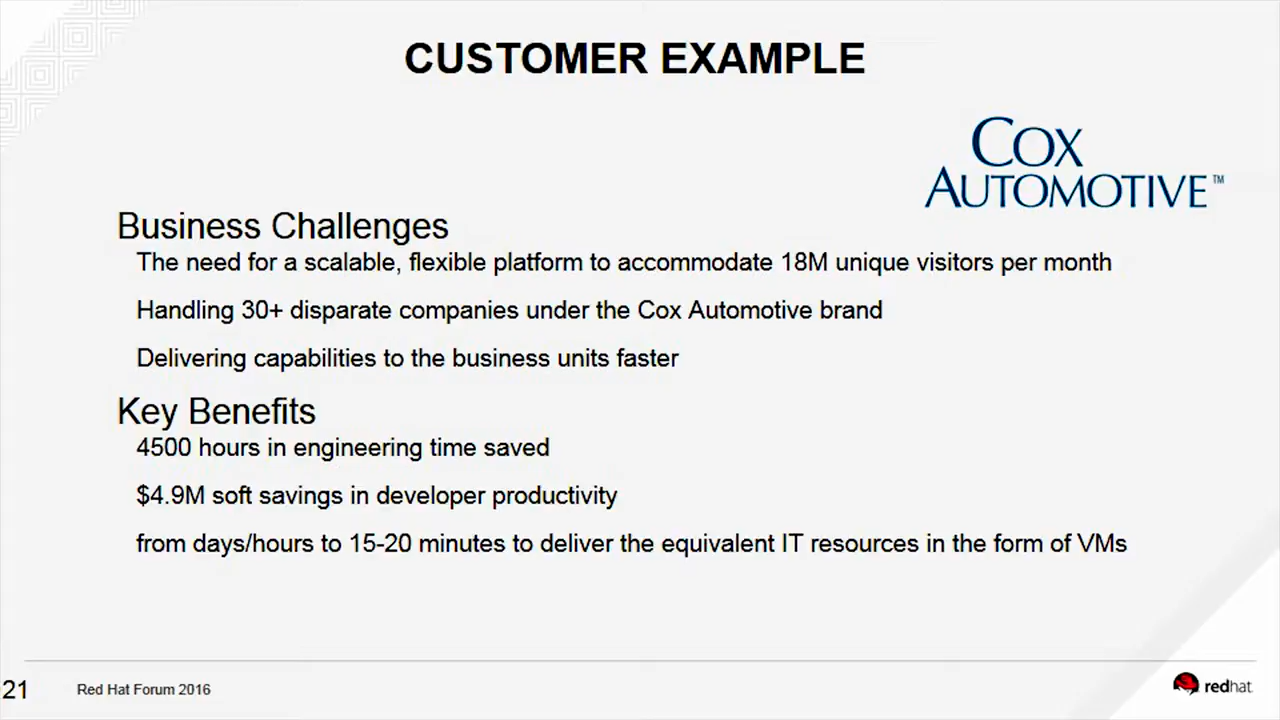 CUSTOMER EXAMPLE
COX
AUTOMOTIVE™
Business Challenges
The need for a scalable, flexible platform to accommodate 18M unique visitors per month
Handling 30+ disparate companies under the Cox Automotive brand
Delivering capabilities to the business units faster
Key Benefits
4500 hours in engineering time saved
$4.9M soft savings in developer productivity
from days/hours to 15-20 minutes to deliver the equivalent IT resources in the form of VMs
21
Red Hat Forum 2016
redhat.